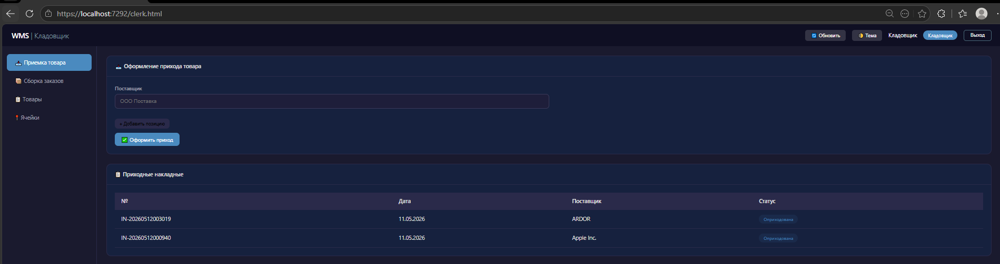 https://localhost:7292/clerk.html
WMS | Кладовщик
Обновить
Тема
Кладовщик
Кладовщик
Выход
Приемка товара
Сборка заказов
Товары
Ячейки
Оформление прихода товара
Поставщик
ООО Поставка
+ Добавить позицию
Оформить приход
Приходные накладные
№ Дата Поставщик Статус
IN-20260512003019 11.05.2026 ARDOR Оприходована
IN-20260512000940 11.05.2026 Apple Inc. Оприходована